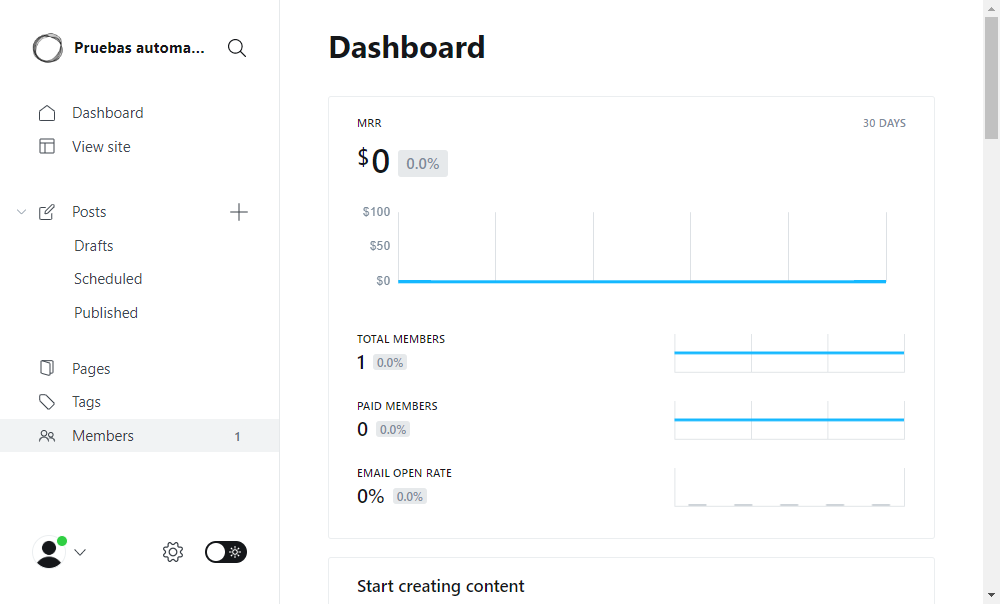 Pruebas automa...
Dashboard
View site
Posts
Drafts
Scheduled
Published
Pages
Tags
Members 1
Dashboard
MRR 30 DAYS
$0 0.0%
$100
$50
$0
TOTAL MEMBERS
1 0.0%
PAID MEMBERS
0 0.0%
EMAIL OPEN RATE
0% 0.0%
Start creating content